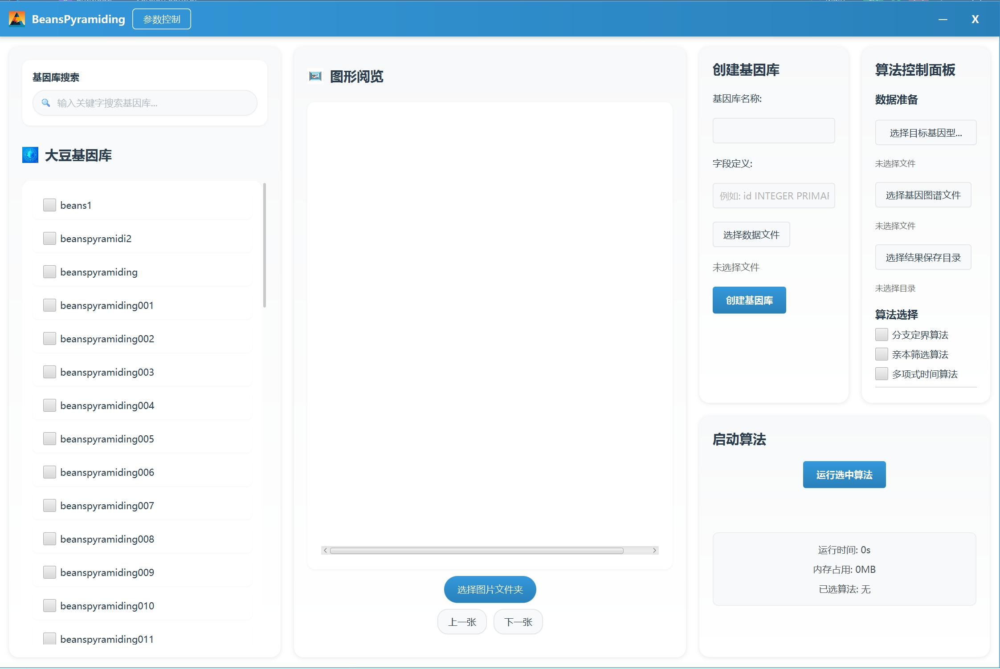 BeansPyramiding
参数控制
X
基因库搜索
输入关键字搜索基因库...
大豆基因库
beans1
beanspyramidi2
beanspyramiding
beanspyramiding001
beanspyramiding002
beanspyramiding003
beanspyramiding004
beanspyramiding005
beanspyramiding006
beanspyramiding007
beanspyramiding008
beanspyramiding009
beanspyramiding010
beanspyramiding011
图形阅览
选择图片文件夹
上一张
下一张
创建基因库
基因库名称:
字段定义:
例如: id INTEGER PRIMAR
选择数据文件
未选择文件
创建基因库
算法控制面板
数据准备
选择目标基因型...
未选择文件
选择基因图谱文件
未选择文件
选择结果保存目录
未选择目录
算法选择
分支定界算法
亲本筛选算法
多项式时间算法
启动算法
运行选中算法
运行时间: 0s
内存占用: 0MB
已选算法: 无